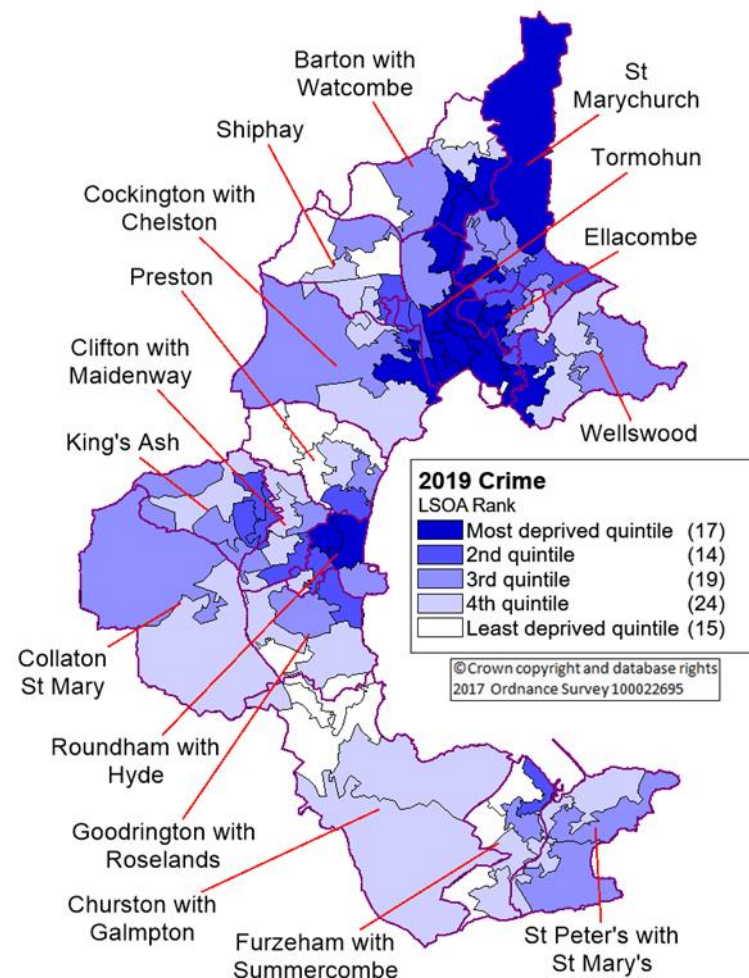 Barton with
Watcombe
St
Marychurch
Shiphay
Tormohun
Cockington with
Chelston
Ellacombe
Preston
Clifton with
Maidenway
King's Ash
Wellswood
2019 Crime
LSOA Rank
Most deprived quintile (17)
2nd quintile (14)
3rd quintile (19)
4th quintile (24)
Least deprived quintile (15)
©Crown copyright and database rights
2017 Ordnance Survey 100022695
Collaton
St Mary
Roundham with
Hyde
Goodrington with
Roselands
Churston with
Galmpton
Furzeham with
Summercombe
St Peter's with
St Mary's